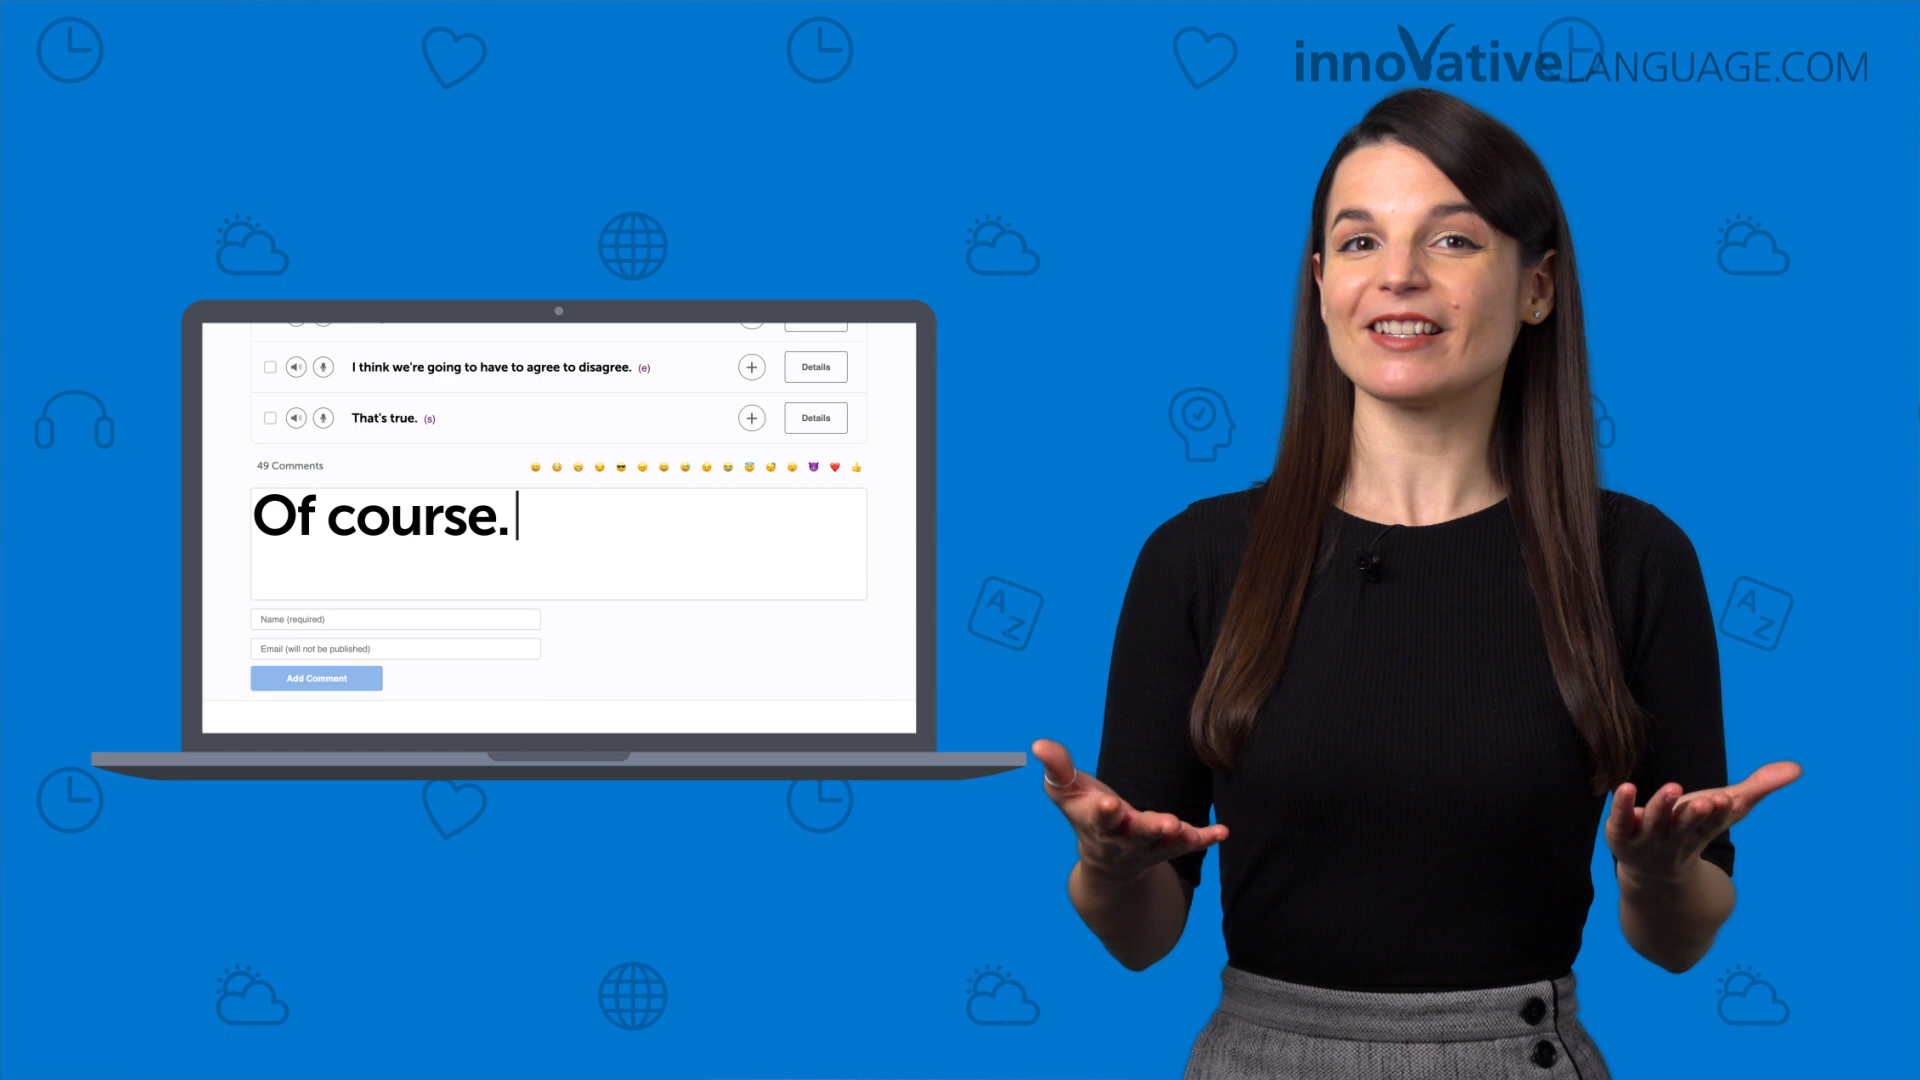 innoVativeLANGUAGE.COM
I think we're going to have to agree to disagree. (e)
Details
That's true. (s)
Details
49 Comments
Of course.
Name (required)
Email (will not be published)
Add Comment
A
Z
A
Z